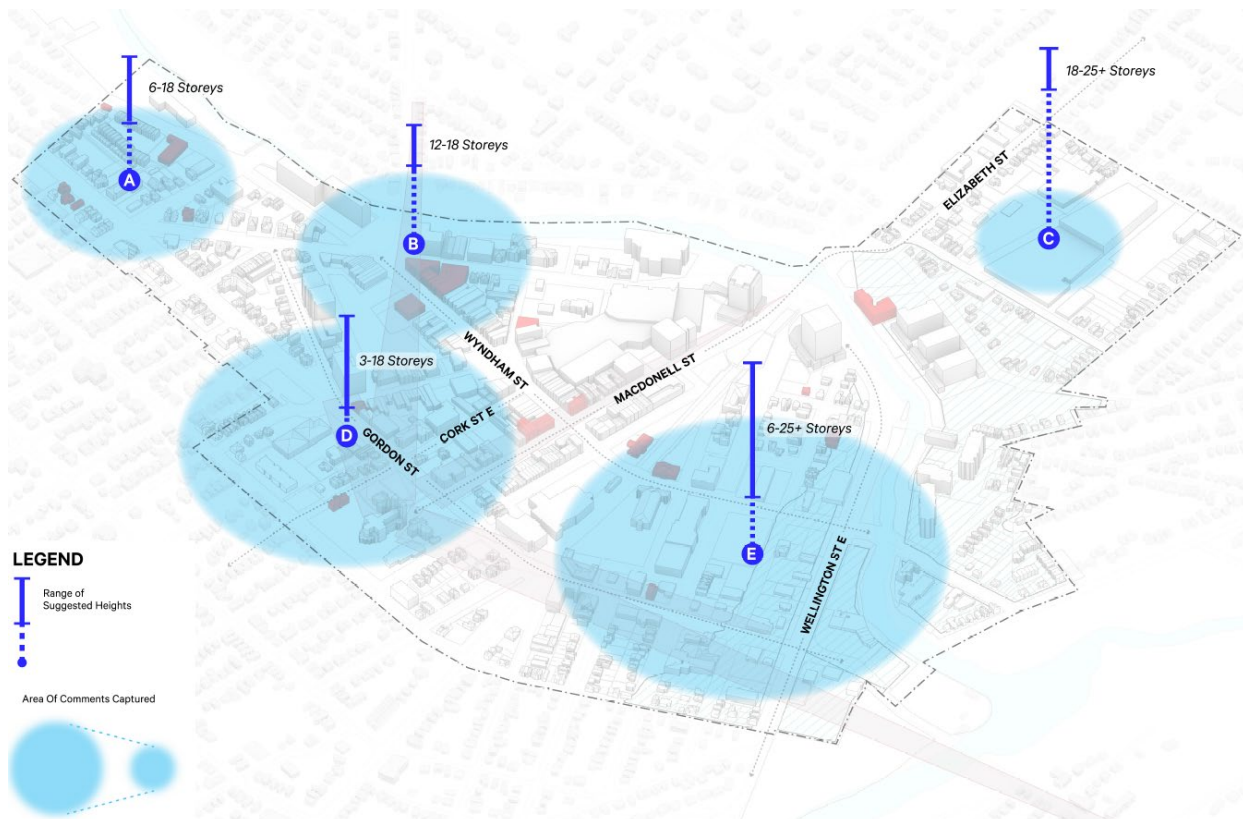 6-18 Storeys
A
12-18 Storeys
B
18-25+ Storeys
C
ELIZABETH ST
3-18 Storeys
D
WYNDHAM ST
MACDONELL ST
CORK ST E
GORDON ST
6-25+ Storeys
E
WELLINGTON ST E
LEGEND
Range of
Suggested Heights
Area Of Comments Captured